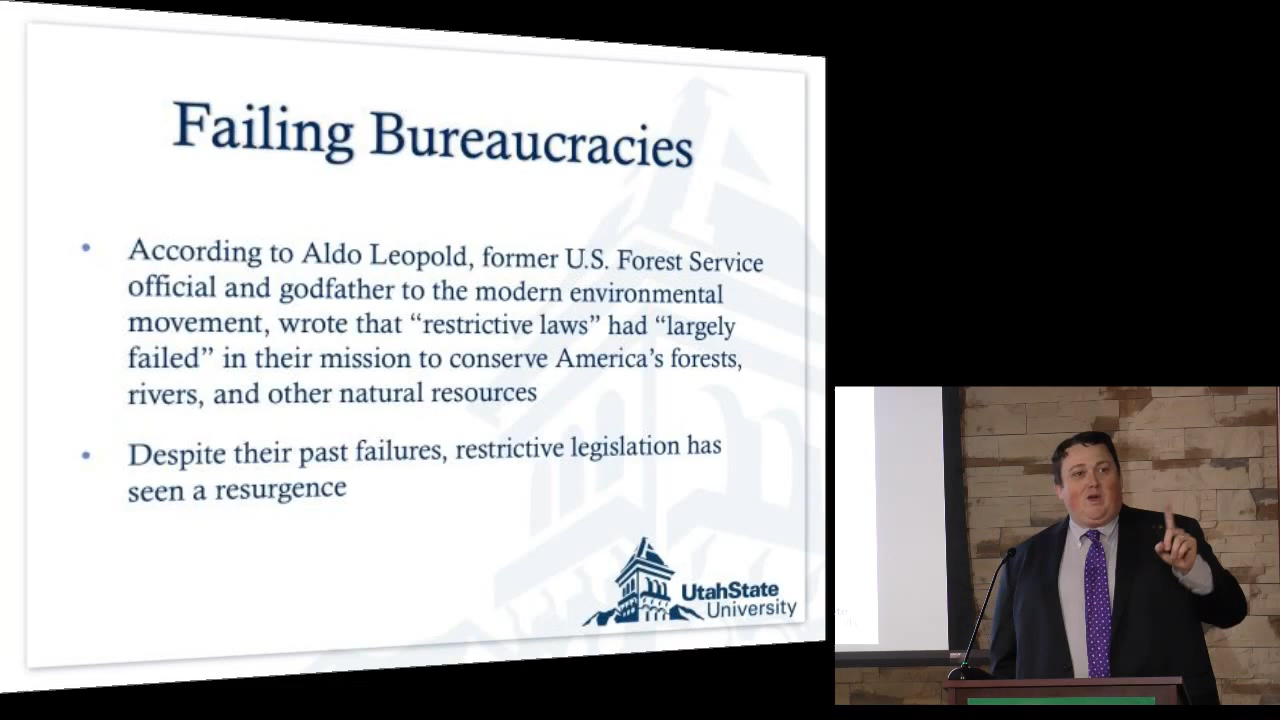 Failing Bureaucracies
• According to Aldo Leopold, former U.S. Forest Service
official and godfather to the modern environmental
movement, wrote that “restrictive laws” had “largely
failed” in their mission to conserve America’s forests,
rivers, and other natural resources
• Despite their past failures, restrictive legislation has
seen a resurgence
UtahState
University